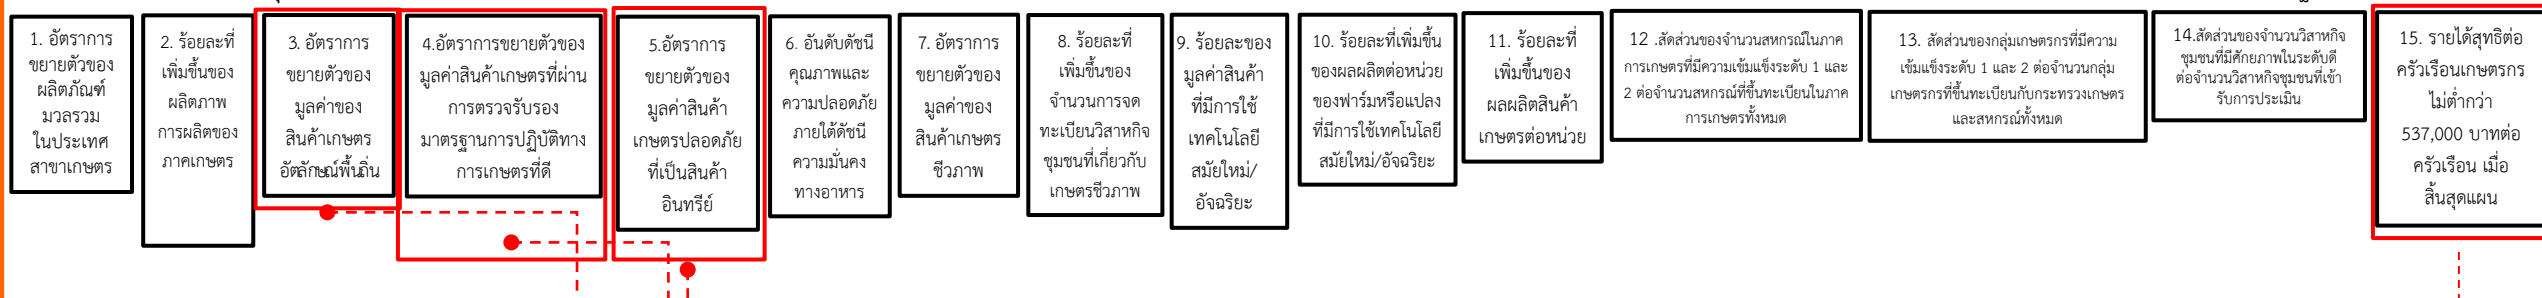 1. อัตราการ
ขยายตัวของ
ผลิตภัณฑ์
มวลรวม
ในประเทศ
สาขาเกษตร
2. ร้อยละที่
เพิ่มขึ้นของ
ผลิตภาพ
การผลิตของ
ภาคเกษตร
3. อัตราการ
ขยายตัวของ
มูลค่าของ
สินค้าเกษตร
อัตลักษณ์พื้นถิ่น
4.อัตราการขยายตัวของ
มูลค่าสินค้าเกษตรที่ผ่าน
การตรวจรับรอง
มาตรฐานการปฏิบัติทาง
การเกษตรที่ดี
5.อัตราการ
ขยายตัวของ
มูลค่าสินค้า
เกษตรปลอดภัย
ที่เป็นสินค้า
อินทรีย์
6. อันดับดัชนี
คุณภาพและ
ความปลอดภัย
ภายใต้ดัชนี
ความมั่นคง
ทางอาหาร
7. อัตราการ
ขยายตัวของ
มูลค่าของ
สินค้าเกษตร
ชีวภาพ
8. ร้อยละที่
เพิ่มขึ้นของ
จำนวนการจด
ทะเบียนวิสาหกิจ
ชุมชนที่เกี่ยวกับ
เกษตรชีวภาพ
9. ร้อยละของ
มูลค่าสินค้า
ที่มีการใช้
เทคโนโลยี
สมัยใหม่/
อัจฉริยะ
10. ร้อยละที่เพิ่มขึ้น
ของผลผลิตต่อหน่วย
ของฟาร์มหรือแปลง
ที่มีการใช้เทคโนโลยี
สมัยใหม่/อัจฉริยะ
11. ร้อยละที่
เพิ่มขึ้นของ
ผลผลิตสินค้า
เกษตรต่อหน่วย
12 .สัดส่วนของจำนวนสหกรณ์ในภาค
การเกษตรที่มีความเข้มแข็งระดับ 1 และ
2 ต่อจำนวนสหกรณ์ที่ขึ้นทะเบียนในภาค
การเกษตรทั้งหมด
13. สัดส่วนของกลุ่มเกษตรกรที่มีความ
เข้มแข็งระดับ 1 และ 2 ต่อจำนวนกลุ่ม
เกษตรกรที่ขึ้นทะเบียนกับกระทรวงเกษตร
และสหกรณ์ทั้งหมด
14.สัดส่วนของจำนวนวิสาหกิจ
ชุมชนที่มีศักยภาพในระดับดี
ต่อจำนวนวิสาหกิจชุมชนที่เข้า
รับการประเมิน
15. รายได้สุทธิต่อ
ครัวเรือนเกษตรกร
ไม่ต่ำกว่า
537,000 บาทต่อ
ครัวเรือน เมื่อ
สิ้นสุดแผน